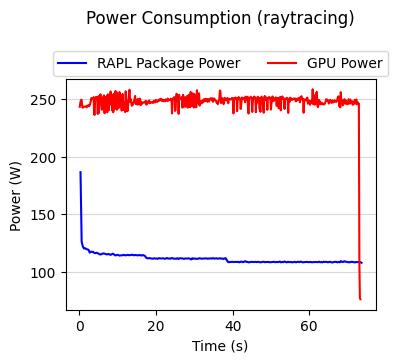 Power Consumption (raytracing)
RAPL Package Power
GPU Power
250
200
150
100
Power (W)
0
20
40
60
Time (s)